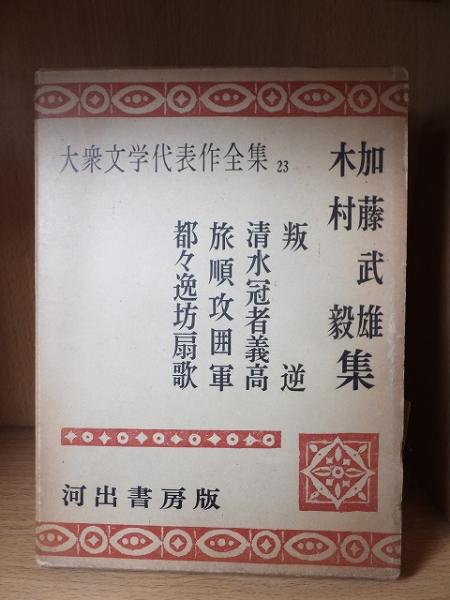 大衆文学代表作全集 23
加藤武雄
木村毅
集
叛逆
清水冠者義高
旅順攻囲軍
都々逸坊扇歌
河出書房版